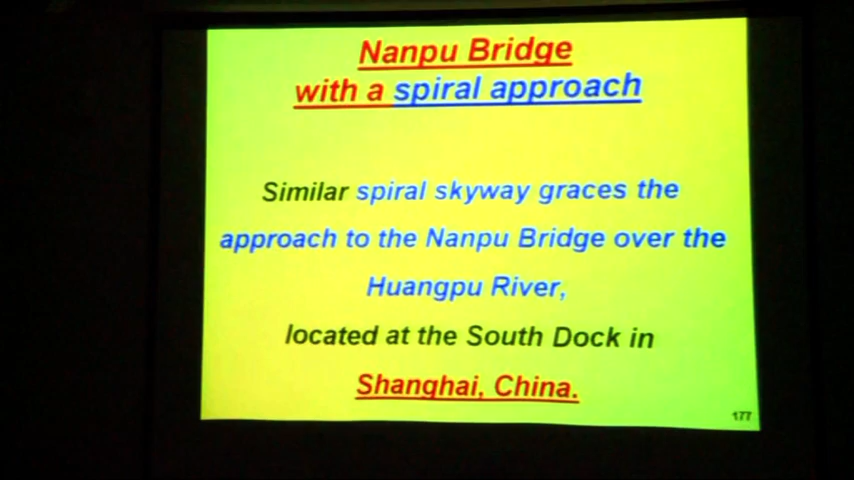 Nanpu Bridge
with a spiral approach
Similar spiral skyway graces the
approach to the Nanpu Bridge over the
Huangpu River,
located at the South Dock in
Shanghai, China.
177